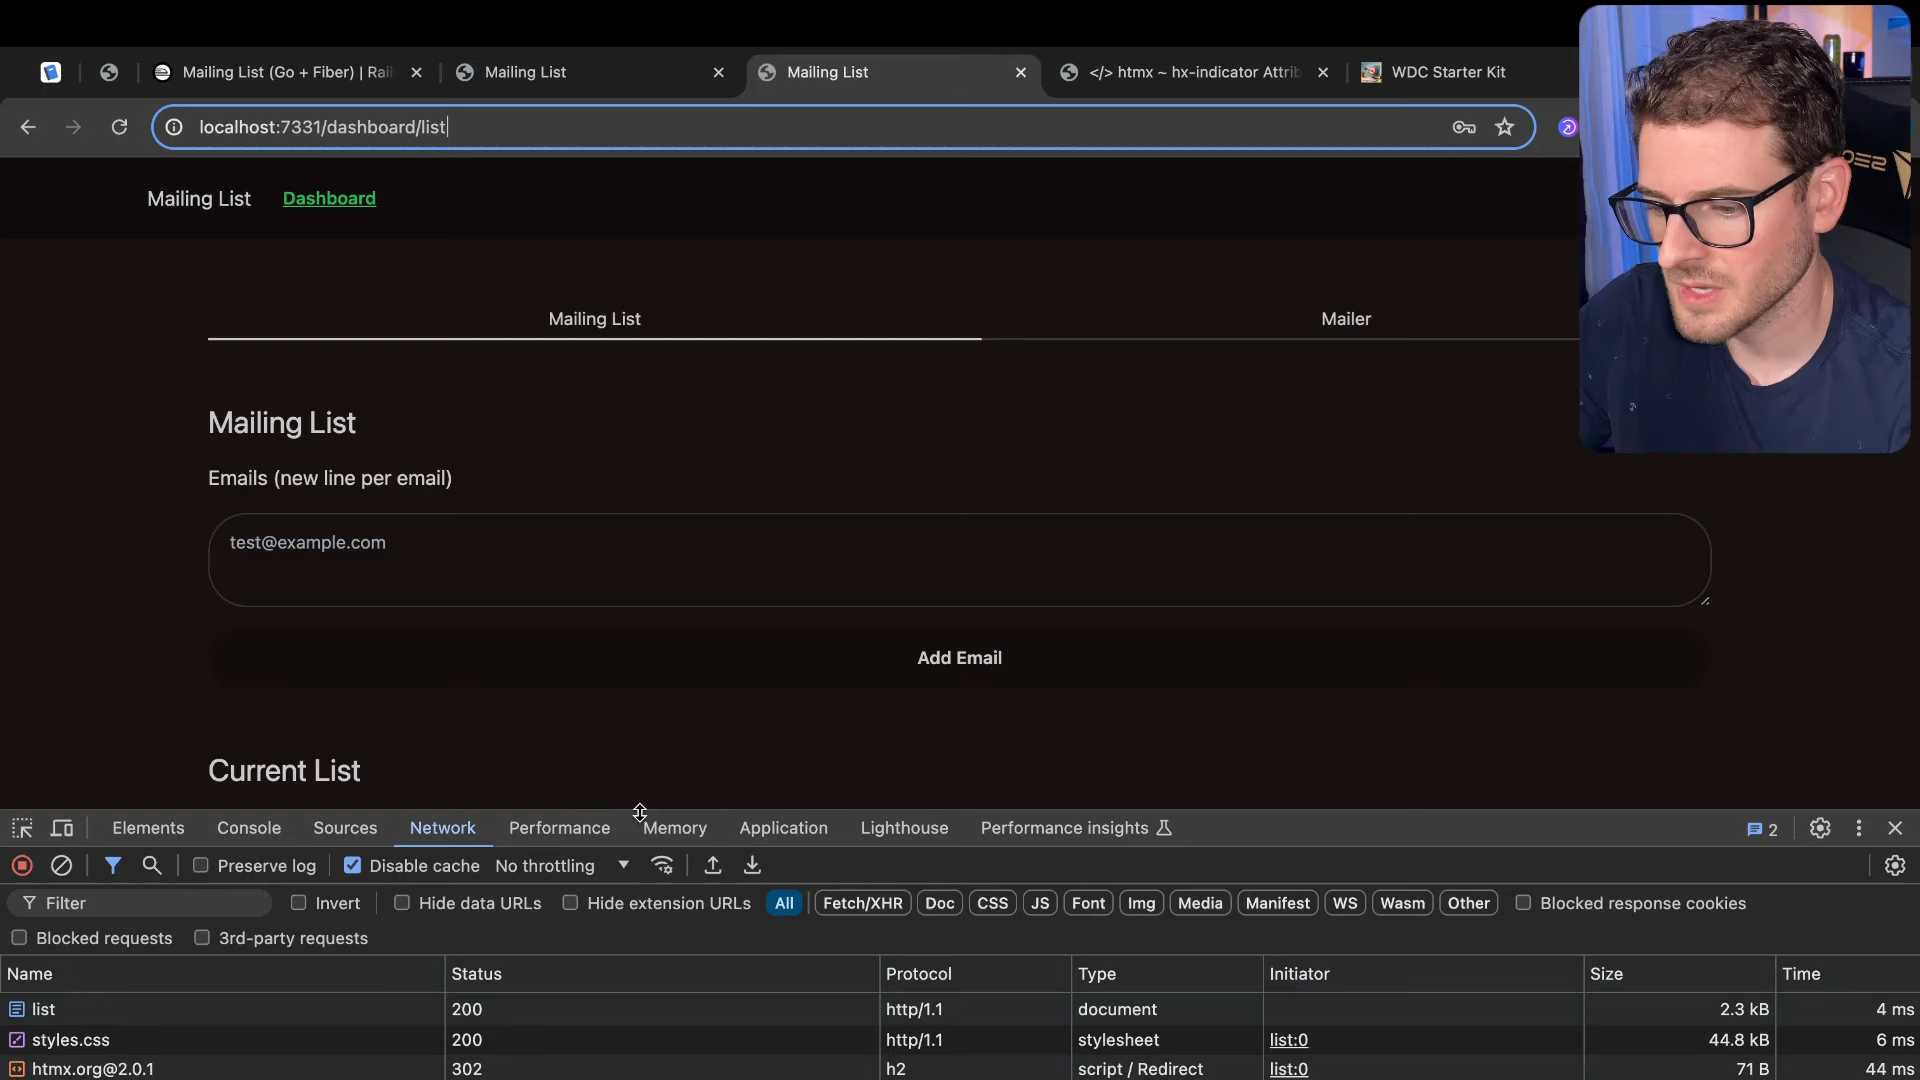 Mailing List (Go + Fiber) | Rail
Mailing List
Mailing List
</> htmx ~ hx-indicator Attrib
WDC Starter Kit
localhost:7331/dashboard/list
Mailing List
Dashboard
Mailing List
Mailer
Mailing List
Emails (new line per email)
test@example.com
Add Email
Current List
Elements
Console
Sources
Network
Performance
Memory
Application
Lighthouse
Performance insights
2
Preserve log
Disable cache
No throttling
Filter
Invert
Hide data URLs
Hide extension URLs
All
Fetch/XHR
Doc
CSS
JS
Font
Img
Media
Manifest
WS
Wasm
Other
Blocked response cookies
Blocked requests
3rd-party requests
Name Status Protocol Type Initiator Size Time
list 200 http/1.1 document 2.3 kB 4 ms
styles.css 200 http/1.1 stylesheet list:0 44.8 kB 6 ms
htmx.org@2.0.1 302 h2 script / Redirect list:0 71 B 44 ms